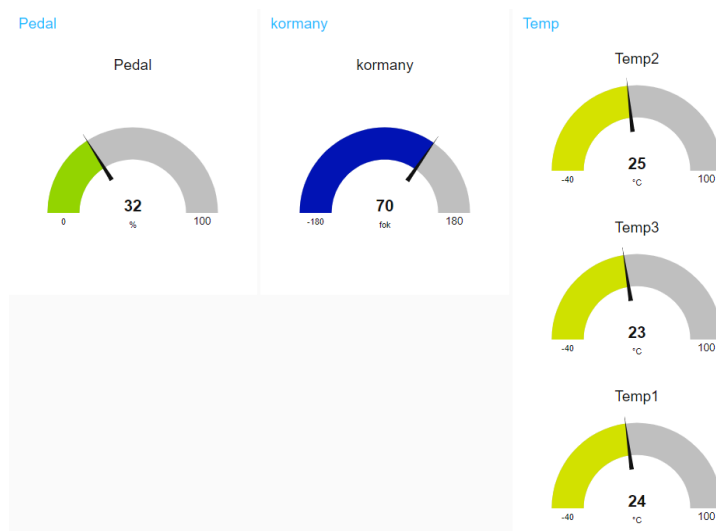 Pedal
Pedal
32
%
0
100
kormany
kormany
70
fok
-180
180
Temp
Temp2
25
°C
-40
100
Temp3
23
°C
-40
100
Temp1
24
°C
-40
100